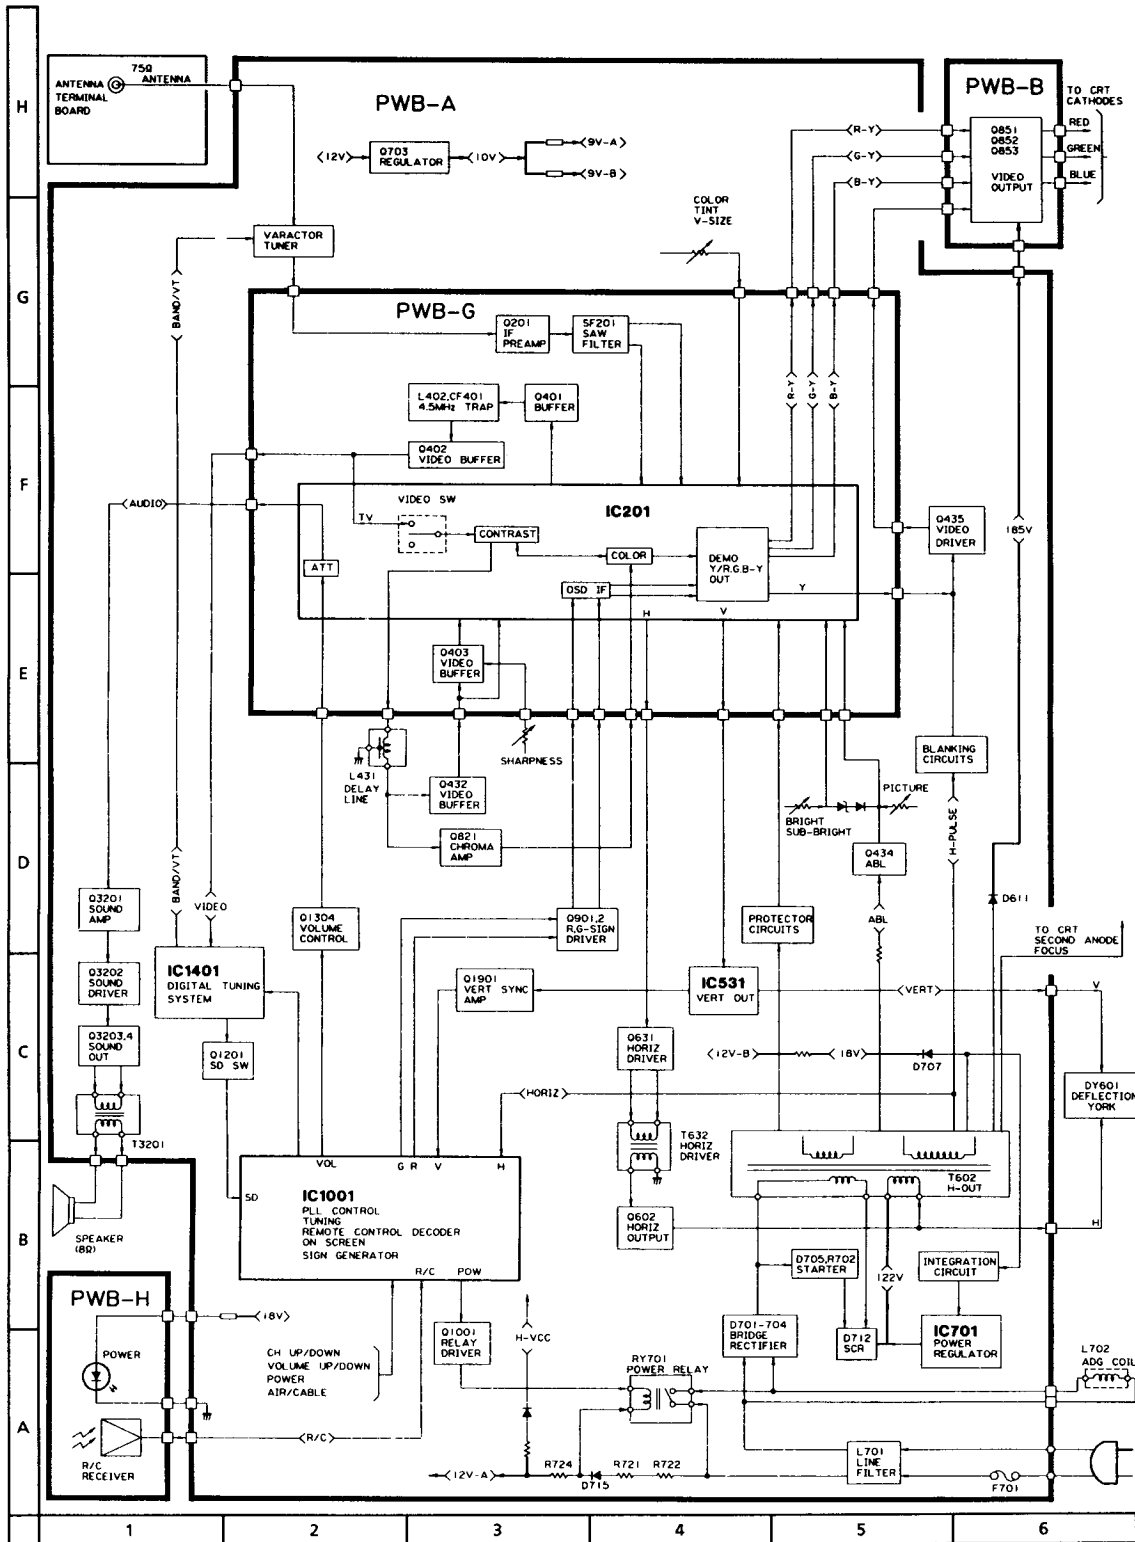 H
G
F
E
D
C
B
A
1
2
3
4
5
6
75Ω
ANTENNA
ANTENNA
TERMINAL
BOARD
PWB-A
12V
Q703
REGULATOR
10V
9V-A
9V-B
PWB-B
Q851
Q852
Q853
VIDEO
OUTPUT
TO CRT
CATHODES
RED
GREEN
BLUE
R-Y
G-Y
B-Y
COLOR
TINT
V-SIZE
VARACTOR
TUNER
BAND/VT
PWB-G
Q201
IF
PREAMP
SF201
SAW
FILTER
R-Y
G-Y
B-Y
L402,CF401
4.5MHz TRAP
Q401
BUFFER
Q402
VIDEO BUFFER
AUDIO
VIDEO SW
TV
IC201
CONTRAST
COLOR
DEMO
Y/R.G.B-Y
OUT
ATT
OSD IF
H
V
Y
Q435
VIDEO
DRIVER
185V
Q403
VIDEO
BUFFER
SHARPNESS
L431
DELAY
LINE
Q432
VIDEO
BUFFER
Q821
CHROMA
AMP
BLANKING
CIRCUITS
PICTURE
BRIGHT
SUB-BRIGHT
H-PULSE
Q434
ABL
ABL
D611
BAND/VT
VIDEO
Q3201
SOUND
AMP
Q1304
VOLUME
CONTROL
Q901,2
R,G-SIGN
DRIVER
PROTECTOR
CIRCUITS
TO CRT
SECOND ANODE
FOCUS
IC1401
DIGITAL TUNING
SYSTEM
Q3202
SOUND
DRIVER
Q1901
VERT SYNC
AMP
IC531
VERT OUT
VERT
V
Q3203,4
SOUND
OUT
Q1201
SD SW
Q631
HORIZ
DRIVER
12V-B
18V
D707
HORIZ
DY601
DEFLECTION
YORK
T3201
T632
HORIZ
DRIVER
T602
H-OUT
VOL
G R
V
H
SD
IC1001
PLL CONTROL
TUNING
REMOTE CONTROL DECODER
ON SCREEN
SIGN GENERATOR
R/C
POW
SPEAKER
(8Ω)
Q602
HORIZ
OUTPUT
H
D705,R702
STARTER
122V
INTEGRATION
CIRCUIT
PWB-H
18V
POWER
CH UP/DOWN
VOLUME UP/DOWN
POWER
AIR/CABLE
Q1001
RELAY
DRIVER
H-VCC
D701-704
BRIDGE
RECTIFIER
D712
SCR
IC701
POWER
REGULATOR
L702
ADG COIL
RY701
POWER RELAY
R/C
RECEIVER
R/C
12V-A
R724
D715
R721
R722
L701
LINE
FILTER
F701